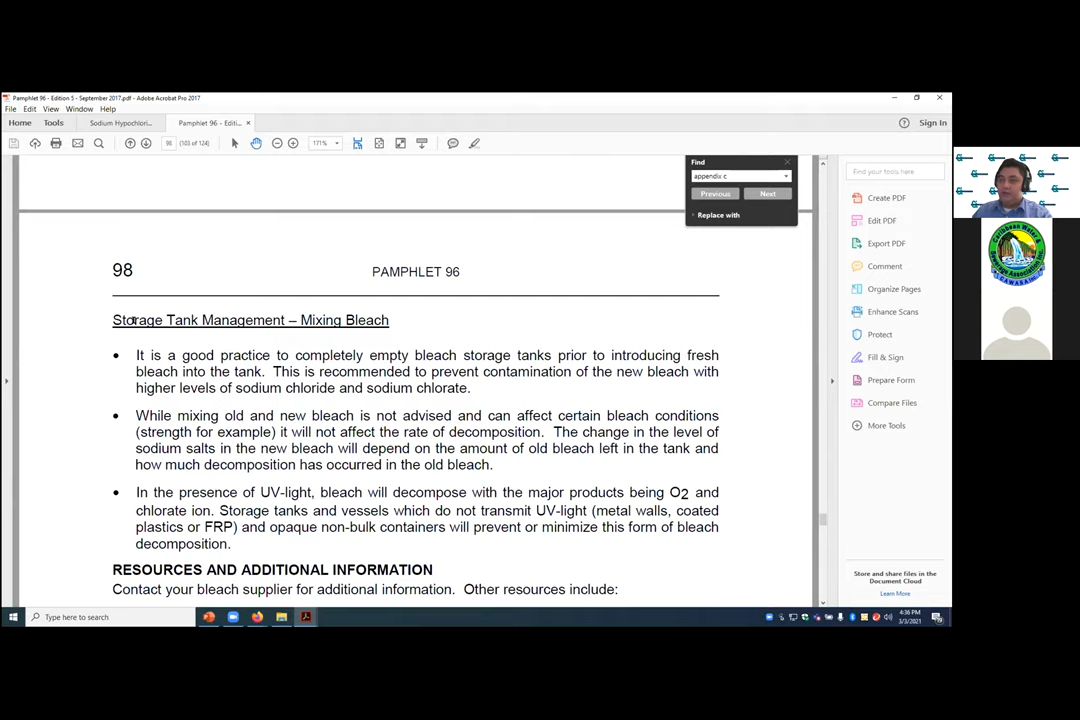 Pamphlet 96 - Edition 5 - September 2017.pdf - Adobe Acrobat Pro 2017
File Edit View Window Help
Home Tools Sodium Hypochlori... Pamphlet 96 - Editi... ×
Sign In
98 (103 of 124) 171%
Find
appendix c
Previous Next
Replace with
Find your tools here
Create PDF
Edit PDF
Export PDF
Comment
Organize Pages
Enhance Scans
Protect
Fill & Sign
Prepare Form
Compare Files
More Tools
Store and share files in the
Document Cloud
Learn More
98 PAMPHLET 96
Storage Tank Management – Mixing Bleach
• It is a good practice to completely empty bleach storage tanks prior to introducing fresh
bleach into the tank. This is recommended to prevent contamination of the new bleach with
higher levels of sodium chloride and sodium chlorate.
• While mixing old and new bleach is not advised and can affect certain bleach conditions
(strength for example) it will not affect the rate of decomposition. The change in the level of
sodium salts in the new bleach will depend on the amount of old bleach left in the tank and
how much decomposition has occurred in the old bleach.
• In the presence of UV-light, bleach will decompose with the major products being O2 and
chlorate ion. Storage tanks and vessels which do not transmit UV-light (metal walls, coated
plastics or FRP) and opaque non-bulk containers will prevent or minimize this form of bleach
decomposition.
RESOURCES AND ADDITIONAL INFORMATION
Contact your bleach supplier for additional information. Other resources include:
Type here to search
4:36 PM
3/3/2021
Caribbean Water &
Sewerage Association Inc.